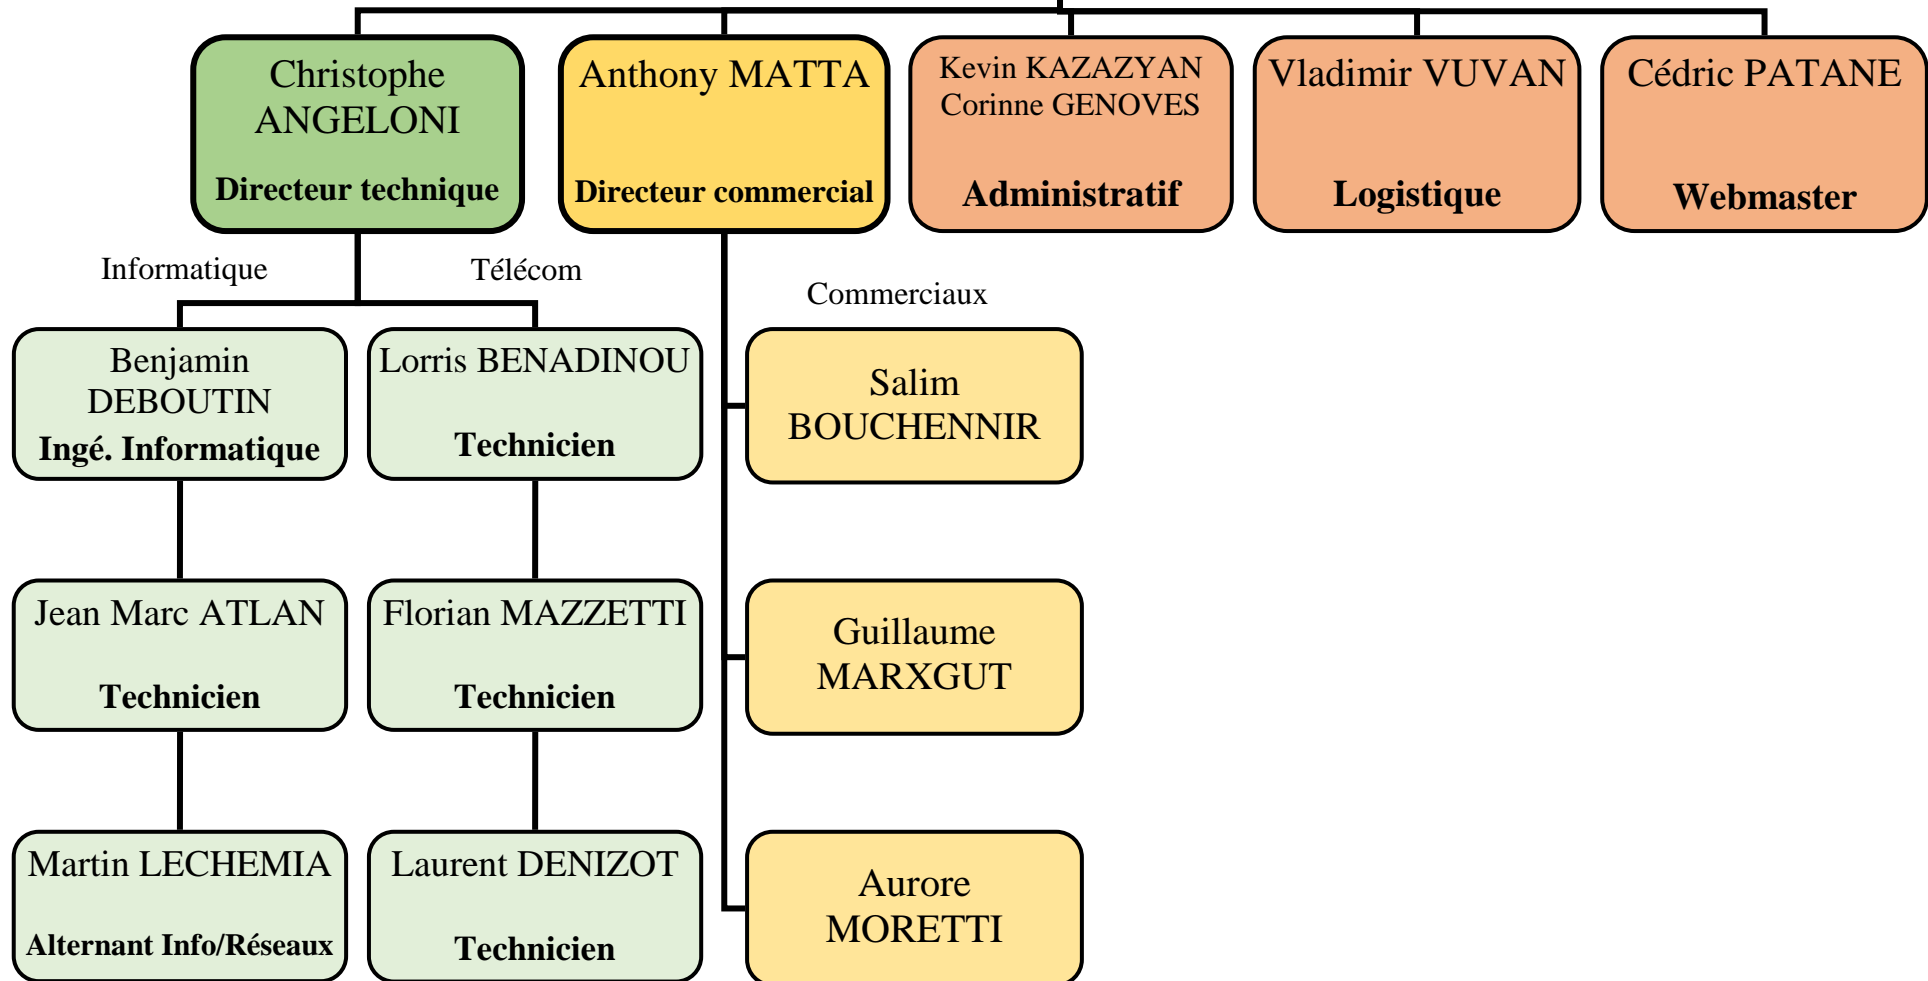 Christophe
ANGELONI
Directeur technique
Anthony MATTA
Directeur commercial
Kevin KAZAZYAN
Corinne GENOVES
Administratif
Vladimir VUVAN
Logistique
Cédric PATANE
Webmaster
Informatique
Télécom
Commerciaux
Benjamin
DEBOUTIN
Ingé. Informatique
Lorris BENADINOU
Technicien
Salim
BOUCHENNIR
Jean Marc ATLAN
Technicien
Florian MAZZETTI
Technicien
Guillaume
MARXGUT
Martin LECHEMIA
Alternant Info/Réseaux
Laurent DENIZOT
Technicien
Aurore
MORETTI